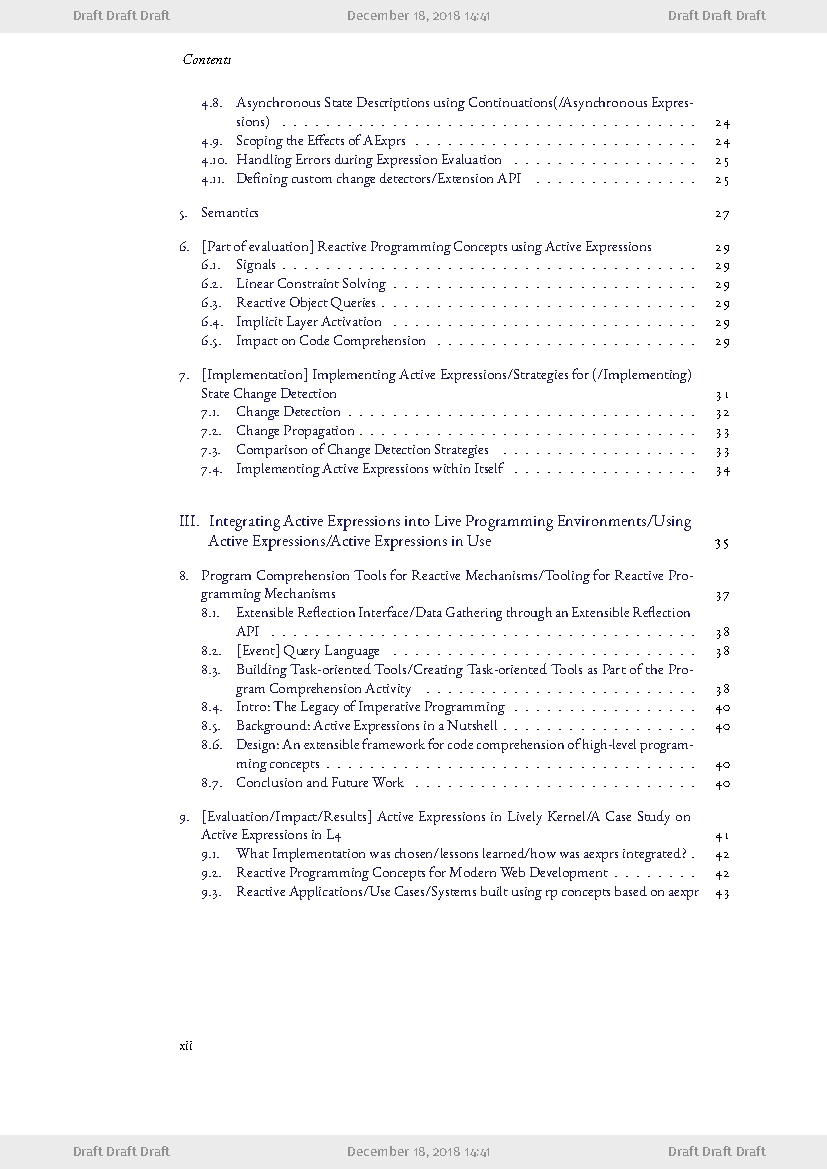 Draft Draft Draft December 18, 2018 14:41 Draft Draft Draft
Contents
4.8. Asynchronous State Descriptions using Continuations(/Asynchronous Expres-
sions) . . . . . . . . . . . . . . . . . . . . . . . . . . . . . . . . . . . . . . 24
4.9. Scoping the Effects of AExprs . . . . . . . . . . . . . . . . . . . . . . . . . . 24
4.10. Handling Errors during Expression Evaluation . . . . . . . . . . . . . . . . . 25
4.11. Defining custom change detectors/Extension API . . . . . . . . . . . . . . . 25
5. Semantics 27
6. [Part of evaluation] Reactive Programming Concepts using Active Expressions 29
6.1. Signals . . . . . . . . . . . . . . . . . . . . . . . . . . . . . . . . . . . . . . 29
6.2. Linear Constraint Solving . . . . . . . . . . . . . . . . . . . . . . . . . . . . 29
6.3. Reactive Object Queries . . . . . . . . . . . . . . . . . . . . . . . . . . . . . 29
6.4. Implicit Layer Activation . . . . . . . . . . . . . . . . . . . . . . . . . . . . 29
6.5. Impact on Code Comprehension . . . . . . . . . . . . . . . . . . . . . . . . 29
7. [Implementation] Implementing Active Expressions/Strategies for (/Implementing)
State Change Detection 31
7.1. Change Detection . . . . . . . . . . . . . . . . . . . . . . . . . . . . . . . . 32
7.2. Change Propagation . . . . . . . . . . . . . . . . . . . . . . . . . . . . . . . 33
7.3. Comparison of Change Detection Strategies . . . . . . . . . . . . . . . . . . 33
7.4. Implementing Active Expressions within Itself . . . . . . . . . . . . . . . . . 34
III. Integrating Active Expressions into Live Programming Environments/Using
Active Expressions/Active Expressions in Use 35
8. Program Comprehension Tools for Reactive Mechanisms/Tooling for Reactive Pro-
gramming Mechanisms 37
8.1. Extensible Reflection Interface/Data Gathering through an Extensible Reflection
API . . . . . . . . . . . . . . . . . . . . . . . . . . . . . . . . . . . . . . . 38
8.2. [Event] Query Language . . . . . . . . . . . . . . . . . . . . . . . . . . . . 38
8.3. Building Task-oriented Tools/Creating Task-oriented Tools as Part of the Pro-
gram Comprehension Activity . . . . . . . . . . . . . . . . . . . . . . . . . 38
8.4. Intro: The Legacy of Imperative Programming . . . . . . . . . . . . . . . . . 40
8.5. Background: Active Expressions in a Nutshell . . . . . . . . . . . . . . . . . . 40
8.6. Design: An extensible framework for code comprehension of high-level program-
ming concepts . . . . . . . . . . . . . . . . . . . . . . . . . . . . . . . . . . 40
8.7. Conclusion and Future Work . . . . . . . . . . . . . . . . . . . . . . . . . . 40
9. [Evaluation/Impact/Results] Active Expressions in Lively Kernel/A Case Study on
Active Expressions in L4 41
9.1. What Implementation was chosen/lessons learned/how was aexprs integrated? . 42
9.2. Reactive Programming Concepts for Modern Web Development . . . . . . . . 42
9.3. Reactive Applications/Use Cases/Systems built using rp concepts based on aexpr 43
xii
Draft Draft Draft December 18, 2018 14:41 Draft Draft Draft